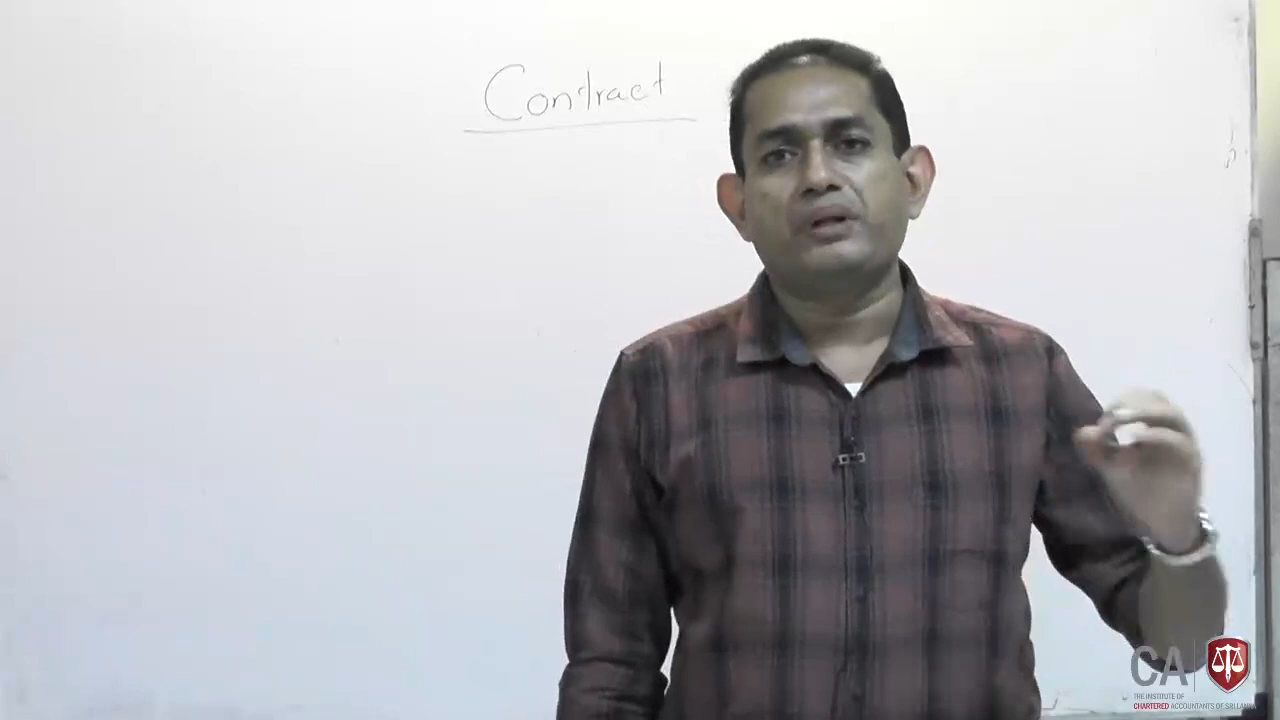 Contract
CA
THE INSTITUTE OF
CHARTERED ACCOUNTANTS OF SRI LANKA